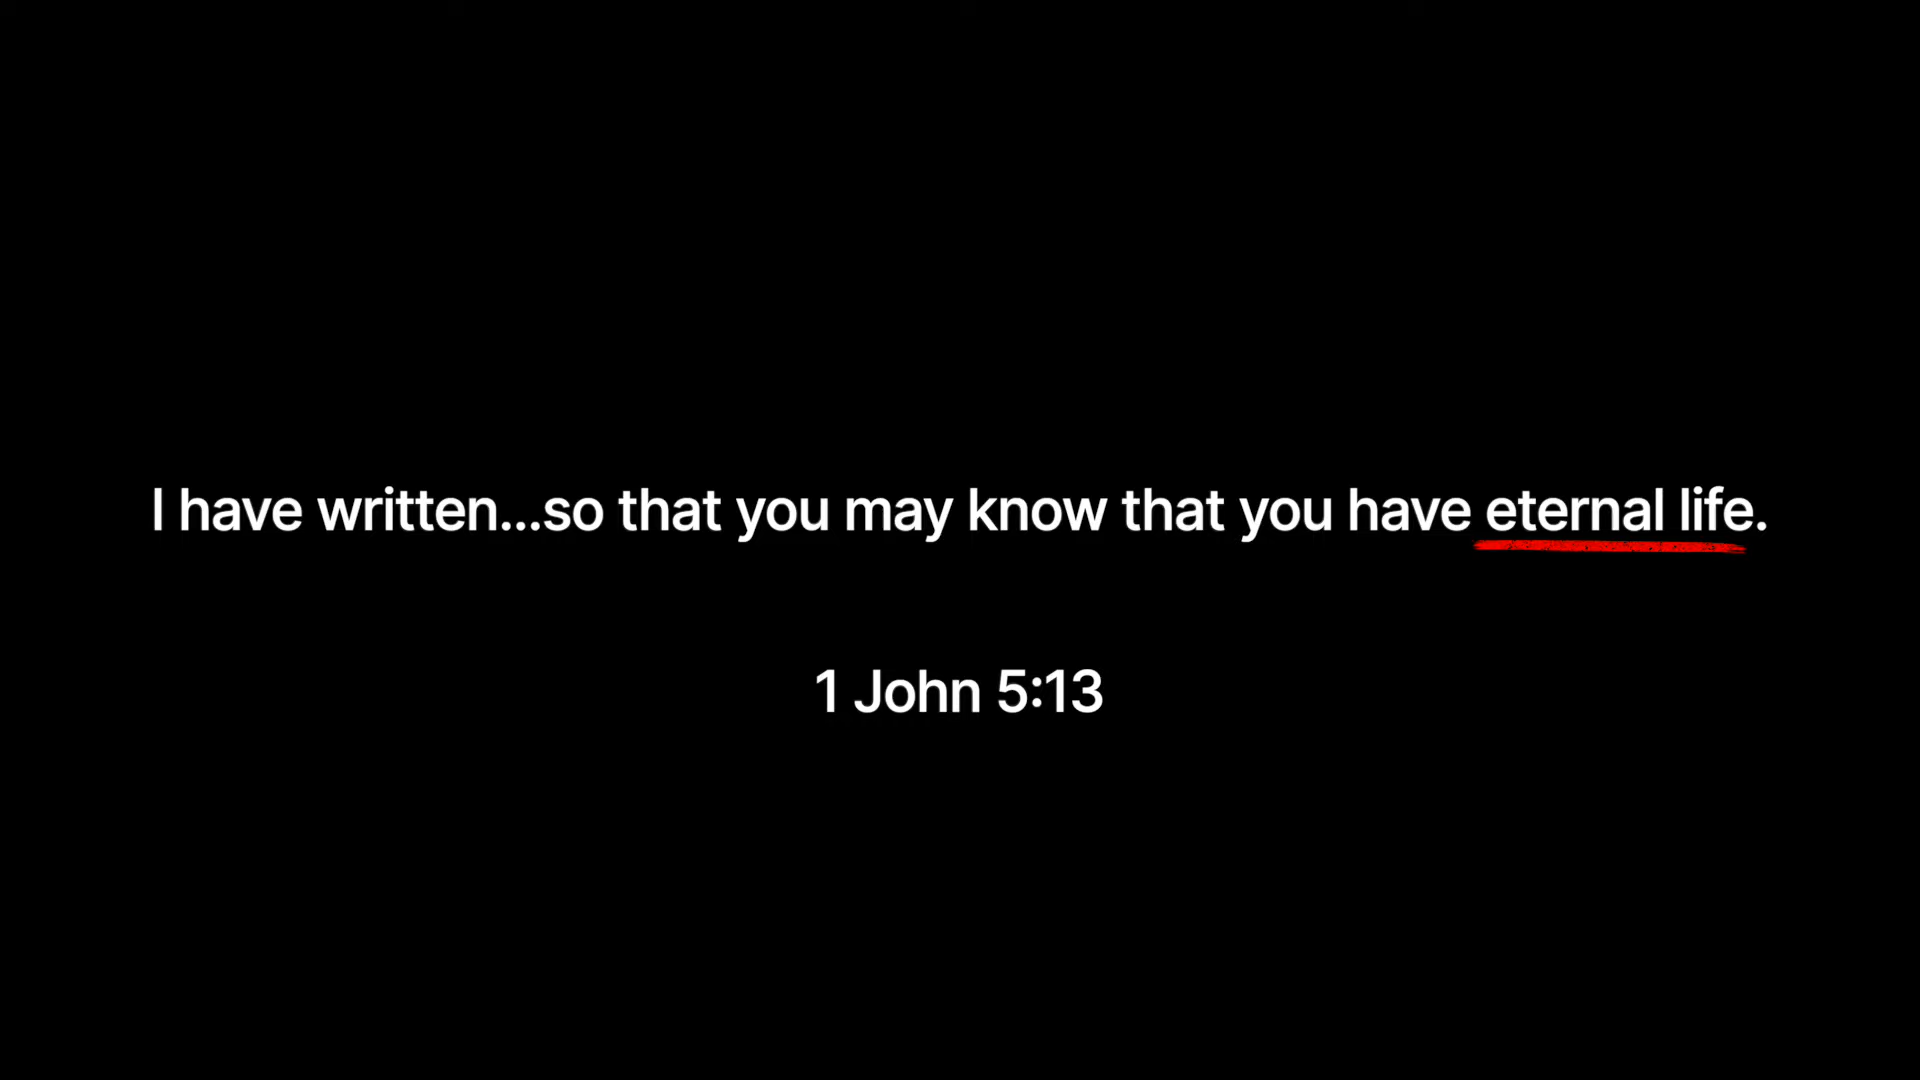 I have written...so that you may know that you have eternal life.
1 John 5:13